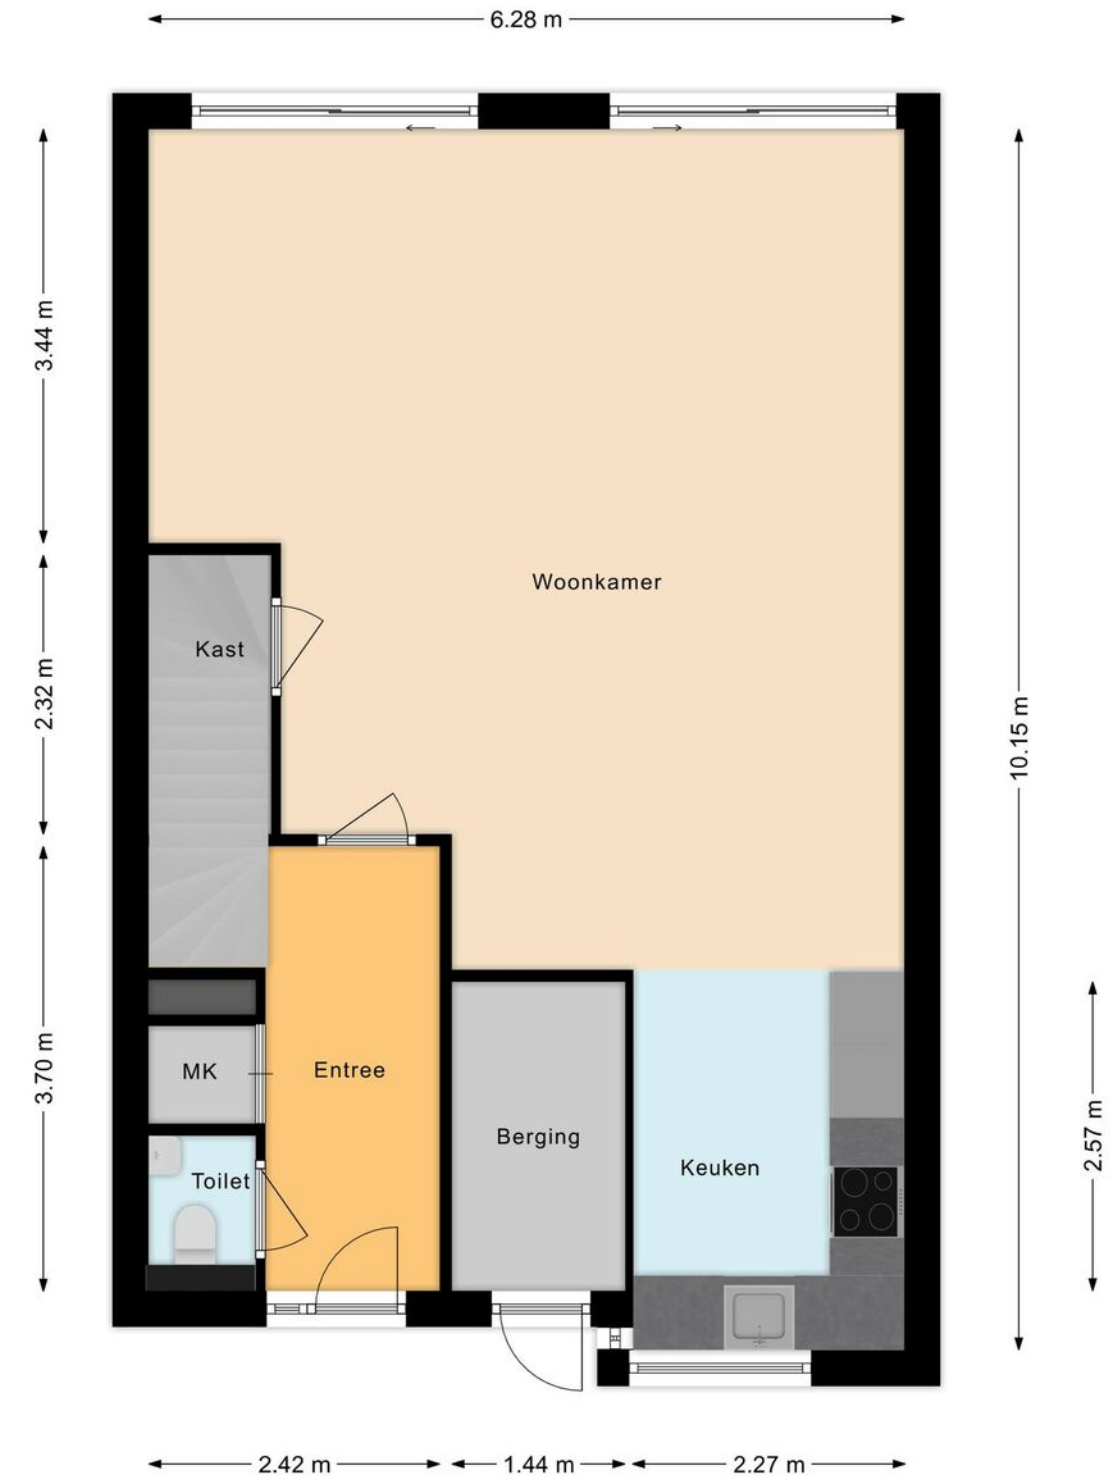 6.28 m
3.44 m
Woonkamer
Kast
2.32 m
10.15 m
3.70 m
Entree
MK
Berging
2.57 m
Keuken
Toilet
2.42 m
1.44 m
2.27 m